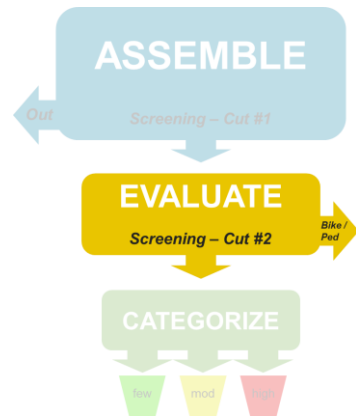 ASSEMBLE
Out
Screening – Cut #1
EVALUATE
Screening – Cut #2
Bike /
Ped
CATEGORIZE
few
mod
high